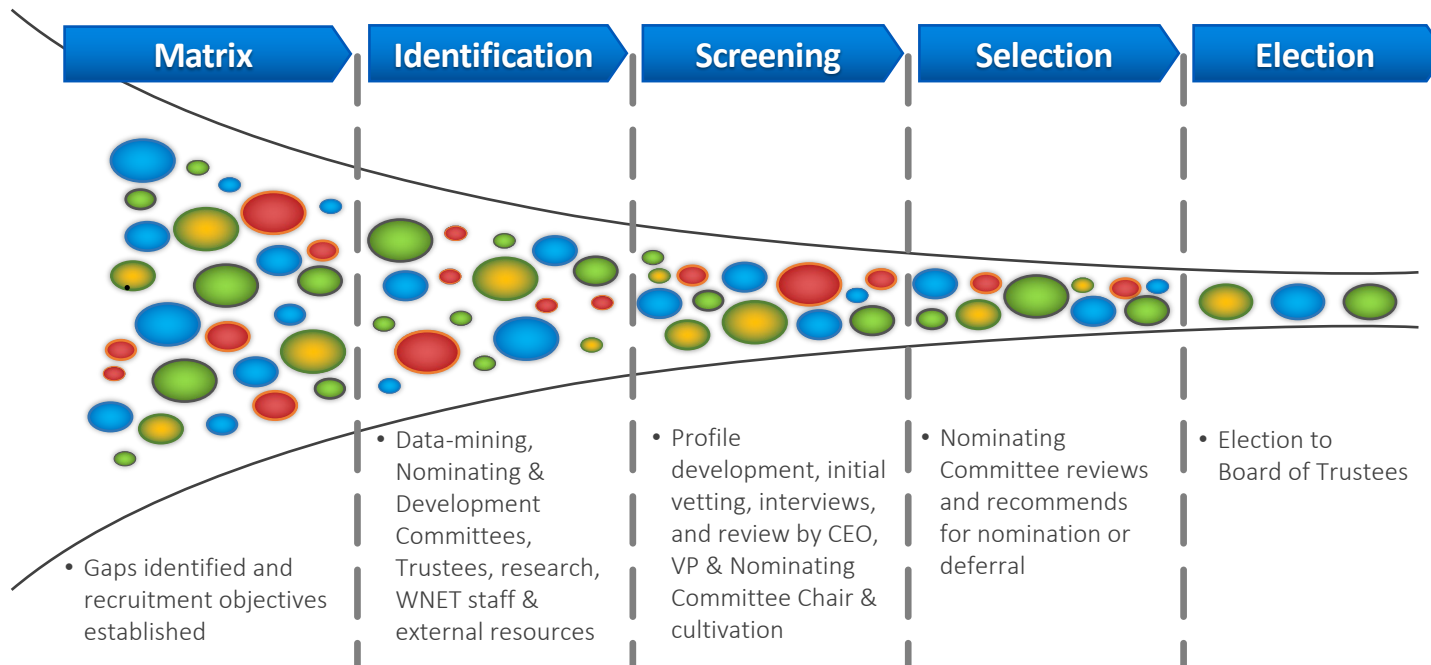 Matrix
Identification
Screening
Selection
Election
• Gaps identified and
recruitment objectives
established
• Data-mining,
Nominating &
Development
Committees,
Trustees, research,
WNET staff &
external resources
• Profile
development, initial
vetting, interviews,
and review by CEO,
VP & Nominating
Committee Chair &
cultivation
• Nominating
Committee reviews
and recommends
for nomination or
deferral
• Election to
Board of Trustees